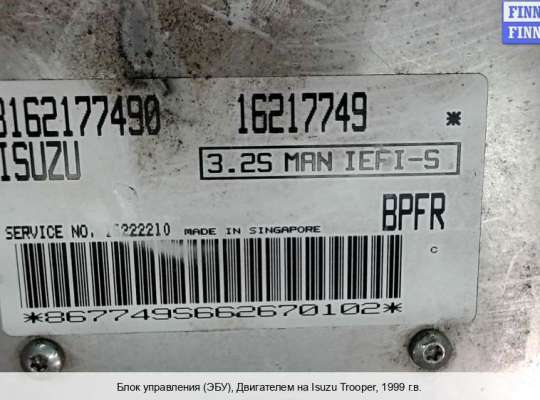 FINN
FINN
8162177490 16217749 *
ISUZU 3.2S MAN IEFI-S
BPFR
SERVICE NO. MADE IN SINGAPORE
C
*867749S662670102*
Блок управления (ЭБУ), Двигателем на Isuzu Trooper, 1999 г.в.